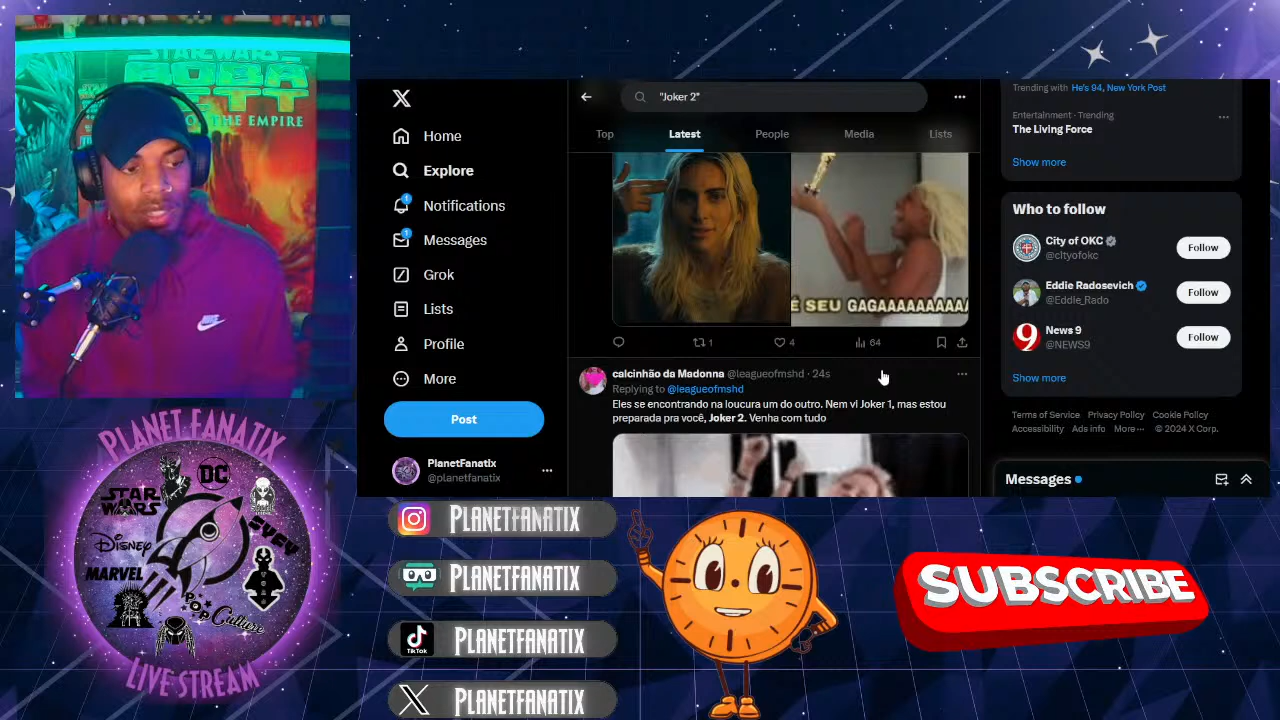 STAR WARS
BOBA
FETT
OF THE EMPIRE
"Joker 2"
Top
Latest
People
Media
Lists
Home
Explore
Notifications
1
Messages
1
Grok
Lists
Profile
More
Post
PlanetFanatix
@planetfanatix
É SEU GAGAAAAAAAA
1
4
64
calcinhão da Madonna @leagueofmshd · 24s
Replying to @leagueofmshd
Eles se encontrando na loucura um do outro. Nem vi Joker 1, mas estou
preparada pra você, Joker 2. Venha com tudo
Trending with He's 94, New York Post
Entertainment · Trending
The Living Force
Show more
Who to follow
City of OKC
@cityofokc
Follow
Eddie Radosevich
@Eddie_Rado
Follow
News 9
@NEWS9
Follow
Show more
Terms of Service Privacy Policy Cookie Policy
Accessibility Ads info More··· © 2024 X Corp.
Messages
PLANET FANATIX
DC
STAR
WARS
Disney
MARVEL
POP
Culture
LIVE STREAM
PLANETFANATIX
PLANETFANATIX
TikTok
PLANETFANATIX
PLANETFANATIX
SUBSCRIBE